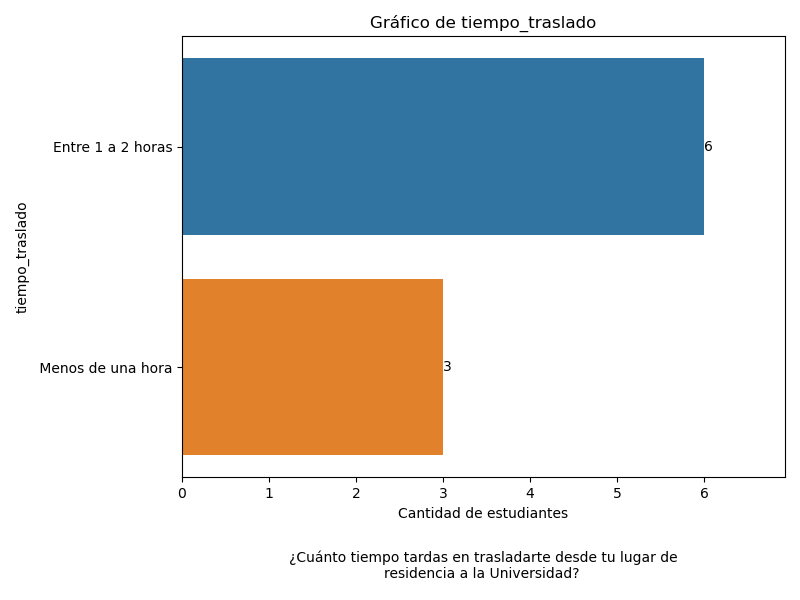 Gráfico de tiempo_traslado
tiempo_traslado
Entre 1 a 2 horas
6
Menos de una hora
3
0 1 2 3 4 5 6
Cantidad de estudiantes
¿Cuánto tiempo tardas en trasladarte desde tu lugar de
residencia a la Universidad?